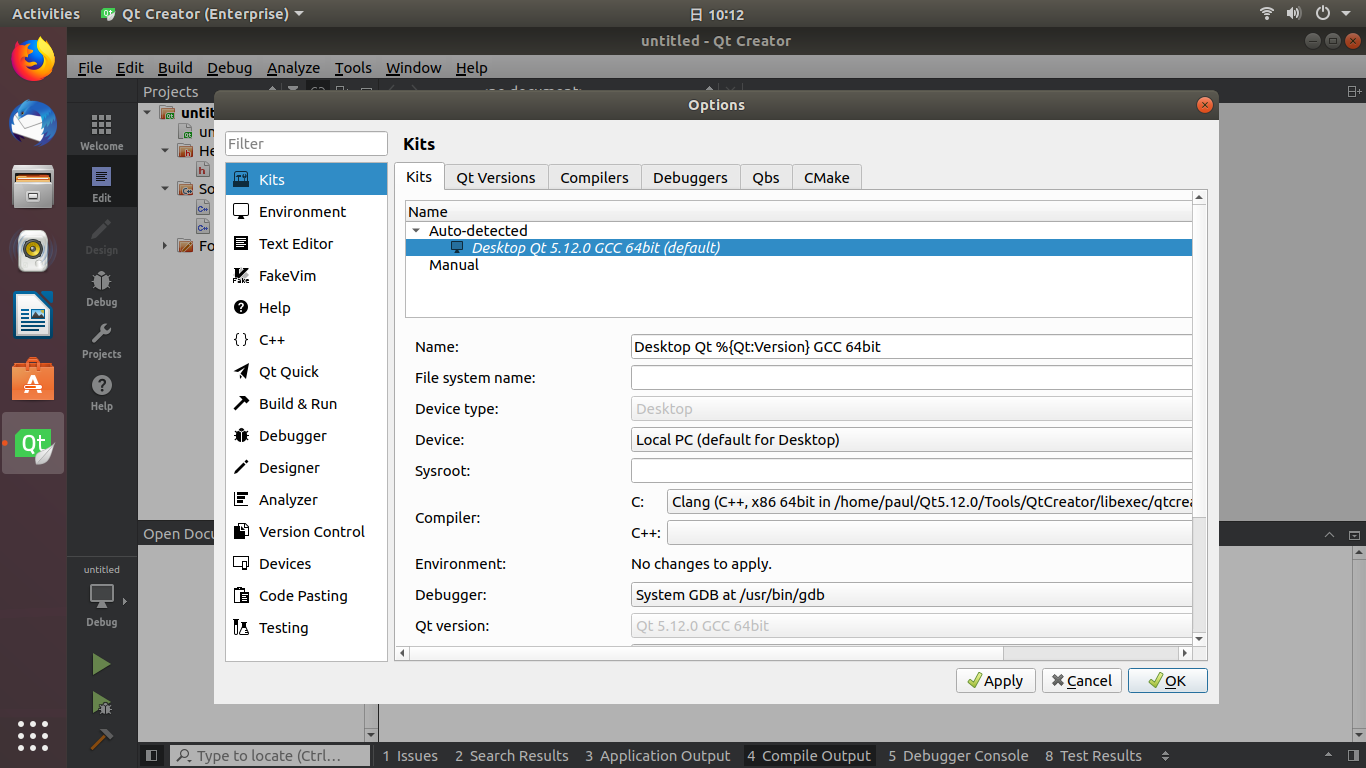 Activities Qt Creator (Enterprise) 日 10:12
untitled - Qt Creator
File Edit Build Debug Analyze Tools Window Help
Projects
Options
Welcome
Edit
Design
Debug
Projects
Help
untitled
Debug
Open Docu
Filter
Kits
Environment
Text Editor
FakeVim
Help
C++
Qt Quick
Build & Run
Debugger
Designer
Analyzer
Version Control
Devices
Code Pasting
Testing
Kits
Kits Qt Versions Compilers Debuggers Qbs CMake
Name
Auto-detected
Desktop Qt 5.12.0 GCC 64bit (default)
Manual
Name: Desktop Qt %{Qt:Version} GCC 64bit
File system name:
Device type: Desktop
Device: Local PC (default for Desktop)
Sysroot:
Compiler:
C: Clang (C++, x86 64bit in /home/paul/Qt5.12.0/Tools/QtCreator/libexec/qtcrea
C++:
Environment: No changes to apply.
Debugger: System GDB at /usr/bin/gdb
Qt version: Qt 5.12.0 GCC 64bit
Apply Cancel OK
Type to locate (Ctrl... 1 Issues 2 Search Results 3 Application Output 4 Compile Output 5 Debugger Console 8 Test Results